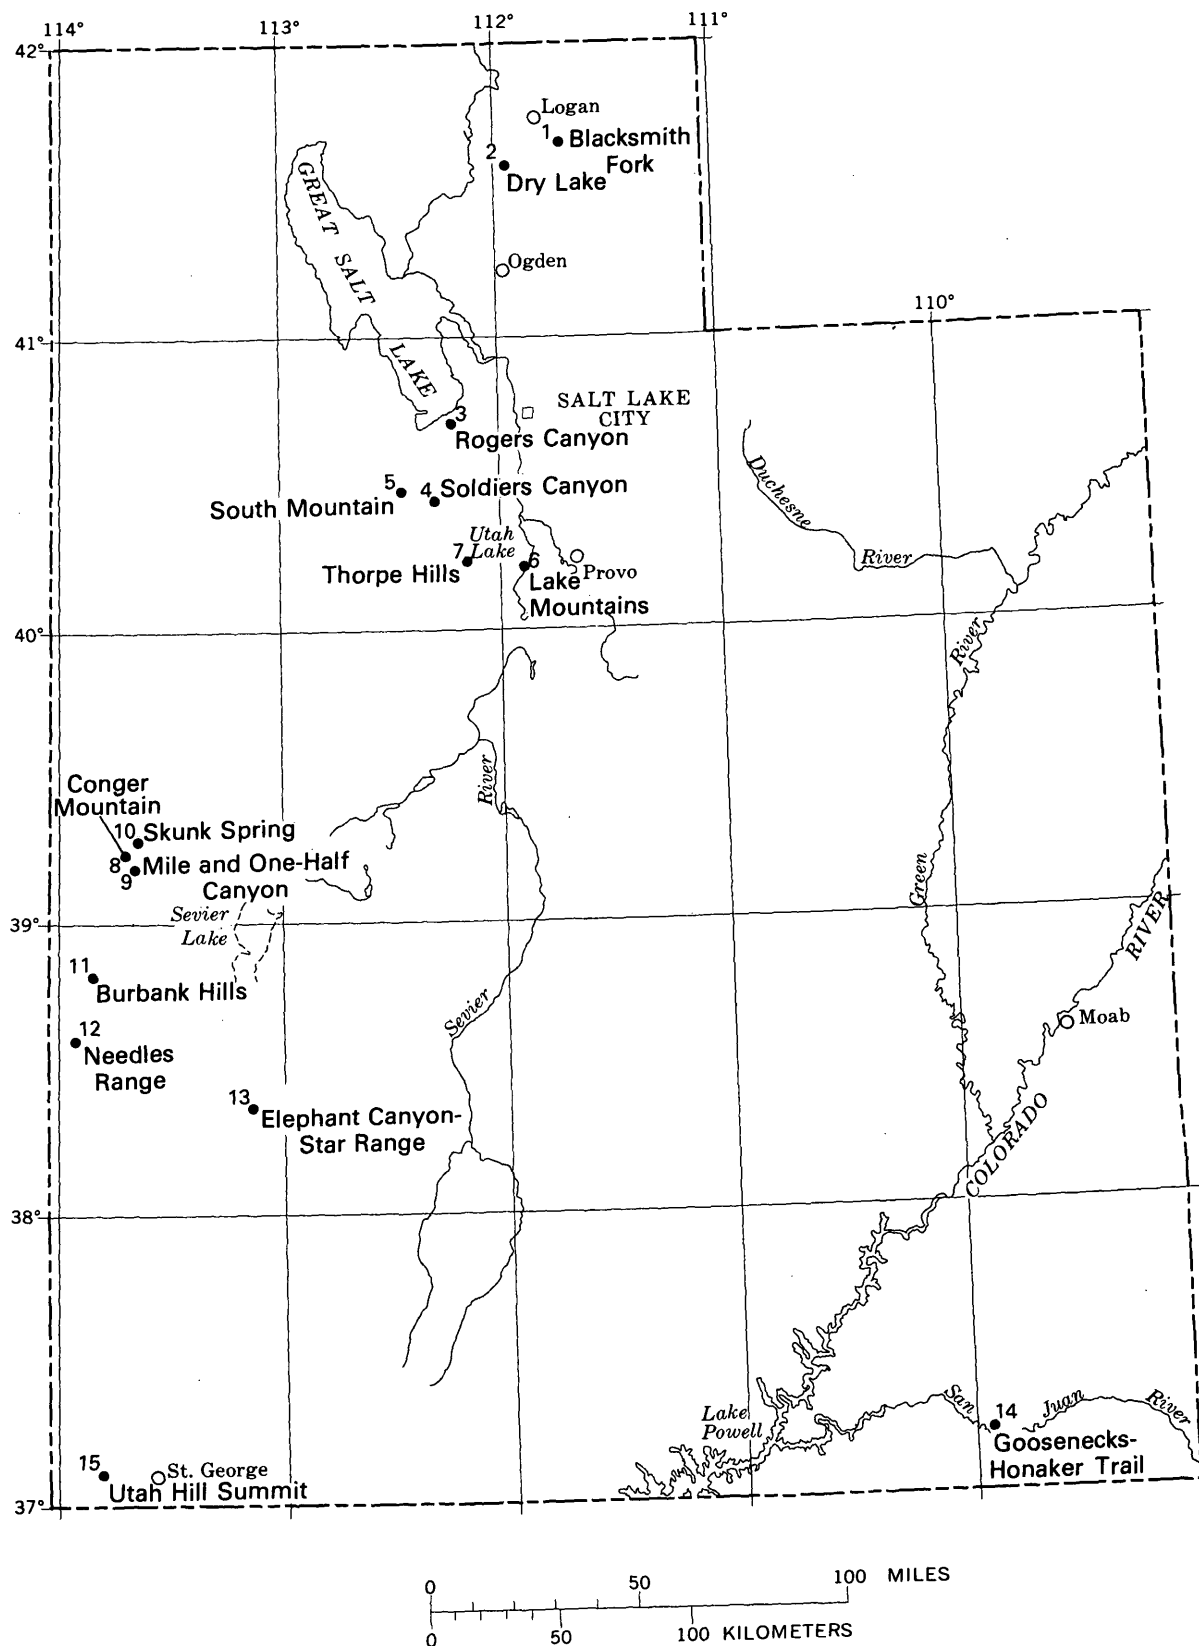 114°
113°
112°
111°
42°
Logan
1
Blacksmith
Fork
2
Dry Lake
GREAT SALT
LAKE
Ogden
110°
41°
SALT LAKE
CITY
3
Rogers Canyon
5
4
Soldiers Canyon
South Mountain
Duchesne
River
Utah
Lake
7
6
Thorpe Hills
Provo
Lake
Mountains
40°
River
River
Conger
Mountain
10
Skunk Spring
8
Mile and One-Half
9
Canyon
Green
Sevier
Lake
39°
RIVER
11
Burbank Hills
Sevier
Moab
12
Needles
Range
13
Elephant Canyon-
Star Range
COLORADO
38°
San
Juan
River
14
Lake
Powell
Goosenecks-
Honaker Trail
15
St. George
Utah Hill Summit
37°
0
50
100 MILES
0
50
100 KILOMETERS